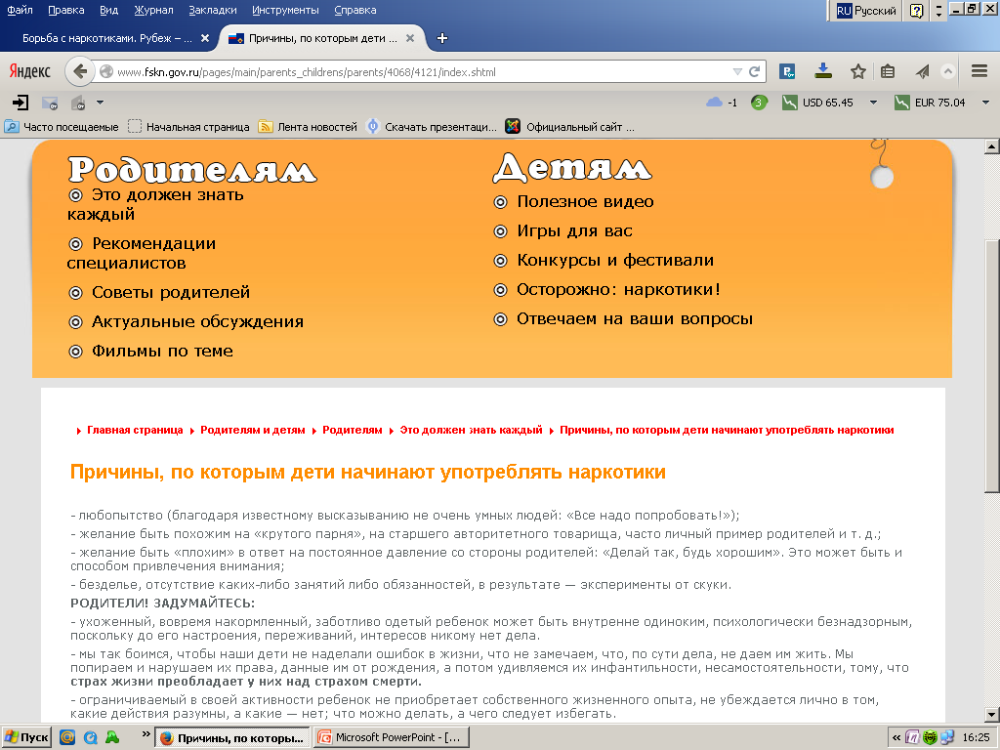 Файл Правка Вид Журнал Закладки Инструменты Справка
RU Русский
Борьба с наркотиками. Рубеж – ...
Причины, по которым дети ...
Яндекс
www.fskn.gov.ru/pages/main/parents_childrens/parents/4068/4121/index.shtml
-1
3
USD 65.45
EUR 75.04
Часто посещаемые
Начальная страница
Лента новостей
Скачать презентаци...
Официальный сайт ...
Родителям
Это должен знать
каждый
Рекомендации
специалистов
Советы родителей
Актуальные обсуждения
Фильмы по теме
Детям
Полезное видео
Игры для вас
Конкурсы и фестивали
Осторожно: наркотики!
Отвечаем на ваши вопросы
Главная страница Родителям и детям Родителям Это должен знать каждый Причины, по которым дети начинают употреблять наркотики
Причины, по которым дети начинают употреблять наркотики
- любопытство (благодаря известному высказыванию не очень умных людей: «Все надо попробовать!»);
- желание быть похожим на «крутого парня», на старшего авторитетного товарища, часто личный пример родителей и т. д.;
- желание быть «плохим» в ответ на постоянное давление со стороны родителей: «Делай так, будь хорошим». Это может быть и
способом привлечения внимания;
- безделье, отсутствие каких-либо занятий либо обязанностей, в результате — эксперименты от скуки.
РОДИТЕЛИ! ЗАДУМАЙТЕСЬ:
- ухоженный, вовремя накормленный, заботливо одетый ребенок может быть внутренне одиноким, психологически безнадзорным,
поскольку до его настроения, переживаний, интересов никому нет дела.
- мы так боимся, чтобы наши дети не наделали ошибок в жизни, что не замечаем, что, по сути дела, не даем им жить. Мы
попираем и нарушаем их права, данные им от рождения, а потом удивляемся их инфантильности, несамостоятельности, тому, что
страх жизни преобладает у них над страхом смерти.
- ограничиваемый в своей активности ребенок не приобретает собственного жизненного опыта, не убеждается лично в том,
какие действия разумны, а какие — нет; что можно делать, а чего следует избегать.
Пуск
Причины, по которы...
Microsoft PowerPoint - [...
16:25